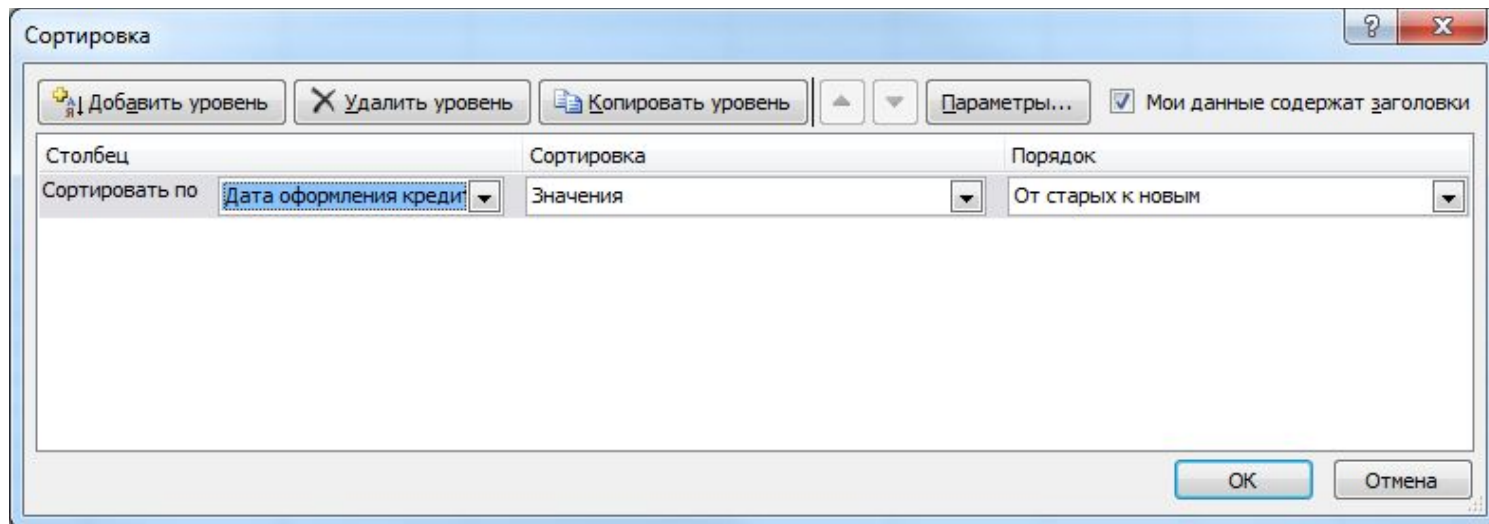 Сортировка
Добавить уровень Удалить уровень Копировать уровень Параметры... Мои данные содержат заголовки
Столбец Сортировка Порядок
Сортировать по Дата оформления кредит Значения От старых к новым
ОК Отмена